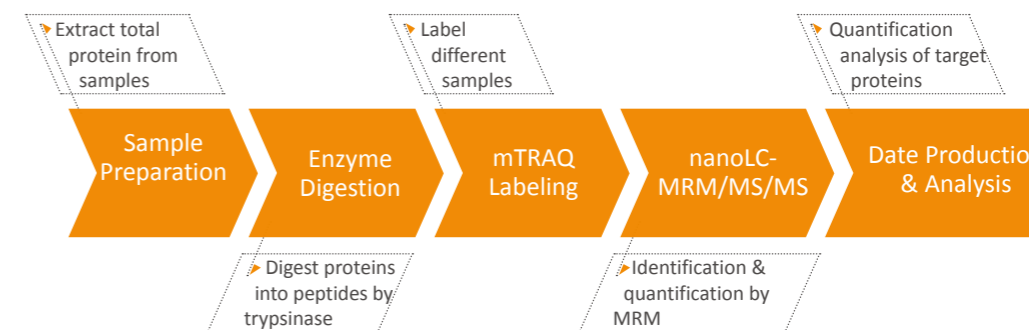 Extract total
protein from
samples
Label
different
samples
Quantification
analysis of target
proteins
Sample
Preparation
Enzyme
Digestion
mTRAQ
Labeling
nanoLC-
MRM/MS/MS
Date Production
& Analysis
Digest proteins
into peptides by
trypsinase
Identification &
quantification by
MRM